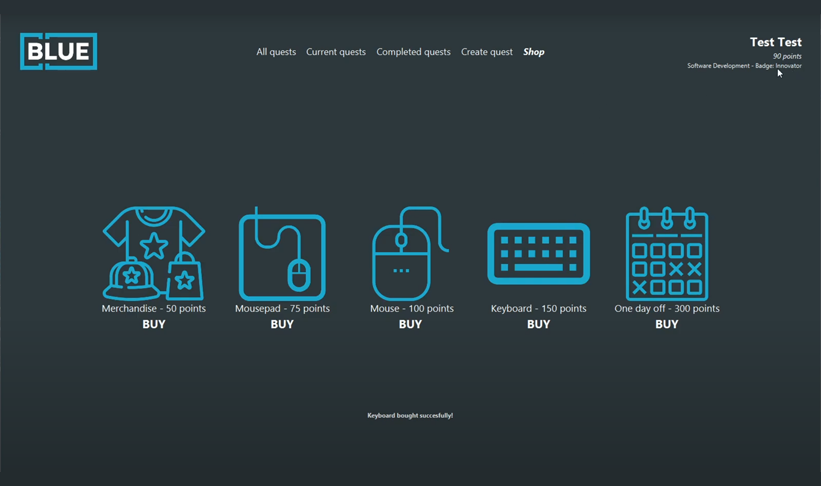 BLUE
All quests Current quests Completed quests Create quest Shop
Test Test
90 points
Software Development - Badge: Innovator
Merchandise - 50 points Mousepad - 75 points Mouse - 100 points Keyboard - 150 points One day off - 300 points
BUY BUY BUY BUY BUY
Keyboard bought succesfully!